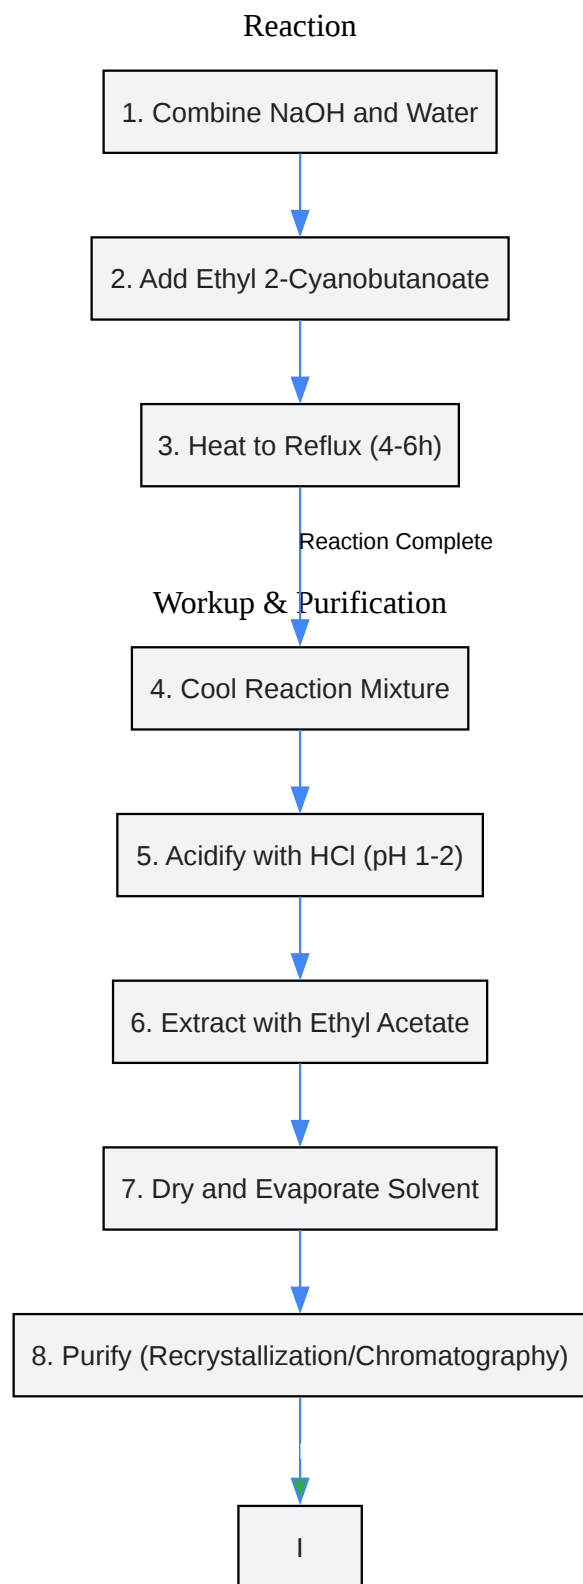 Reaction
1. Combine NaOH and Water
2. Add Ethyl 2-Cyanobutanoate
3. Heat to Reflux (4-6h)
Reaction Complete
Workup & Purification
4. Cool Reaction Mixture
5. Acidify with HCl (pH 1-2)
6. Extract with Ethyl Acetate
7. Dry and Evaporate Solvent
8. Purify (Recrystallization/Chromatography)
I